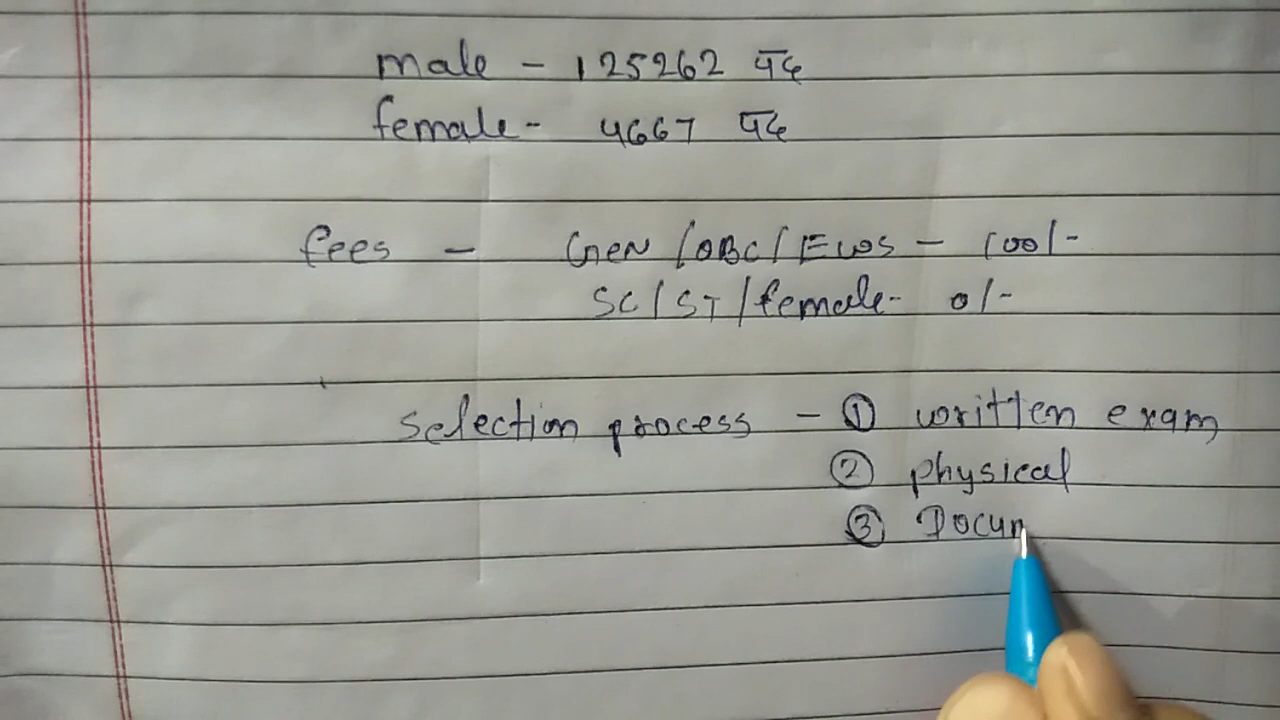 male - 125262 पद
female - 4667 पद
fees - Gen/OBC/Ews - 100/-
SC/ST/female - 0/-
Selection process - ① written exam
② physical
③ Docum